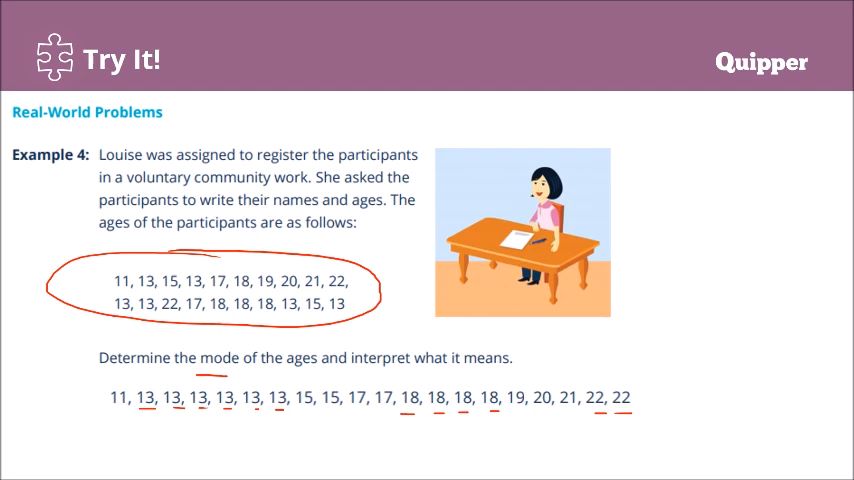 Try It!
Quipper
Real-World Problems
Example 4: Louise was assigned to register the participants
in a voluntary community work. She asked the
participants to write their names and ages. The
ages of the participants are as follows:
11, 13, 15, 13, 17, 18, 19, 20, 21, 22,
13, 13, 22, 17, 18, 18, 18, 13, 15, 13
Determine the mode of the ages and interpret what it means.
11, 13, 13, 13, 13, 13, 13, 15, 15, 17, 17, 18, 18, 18, 18, 19, 20, 21, 22, 22